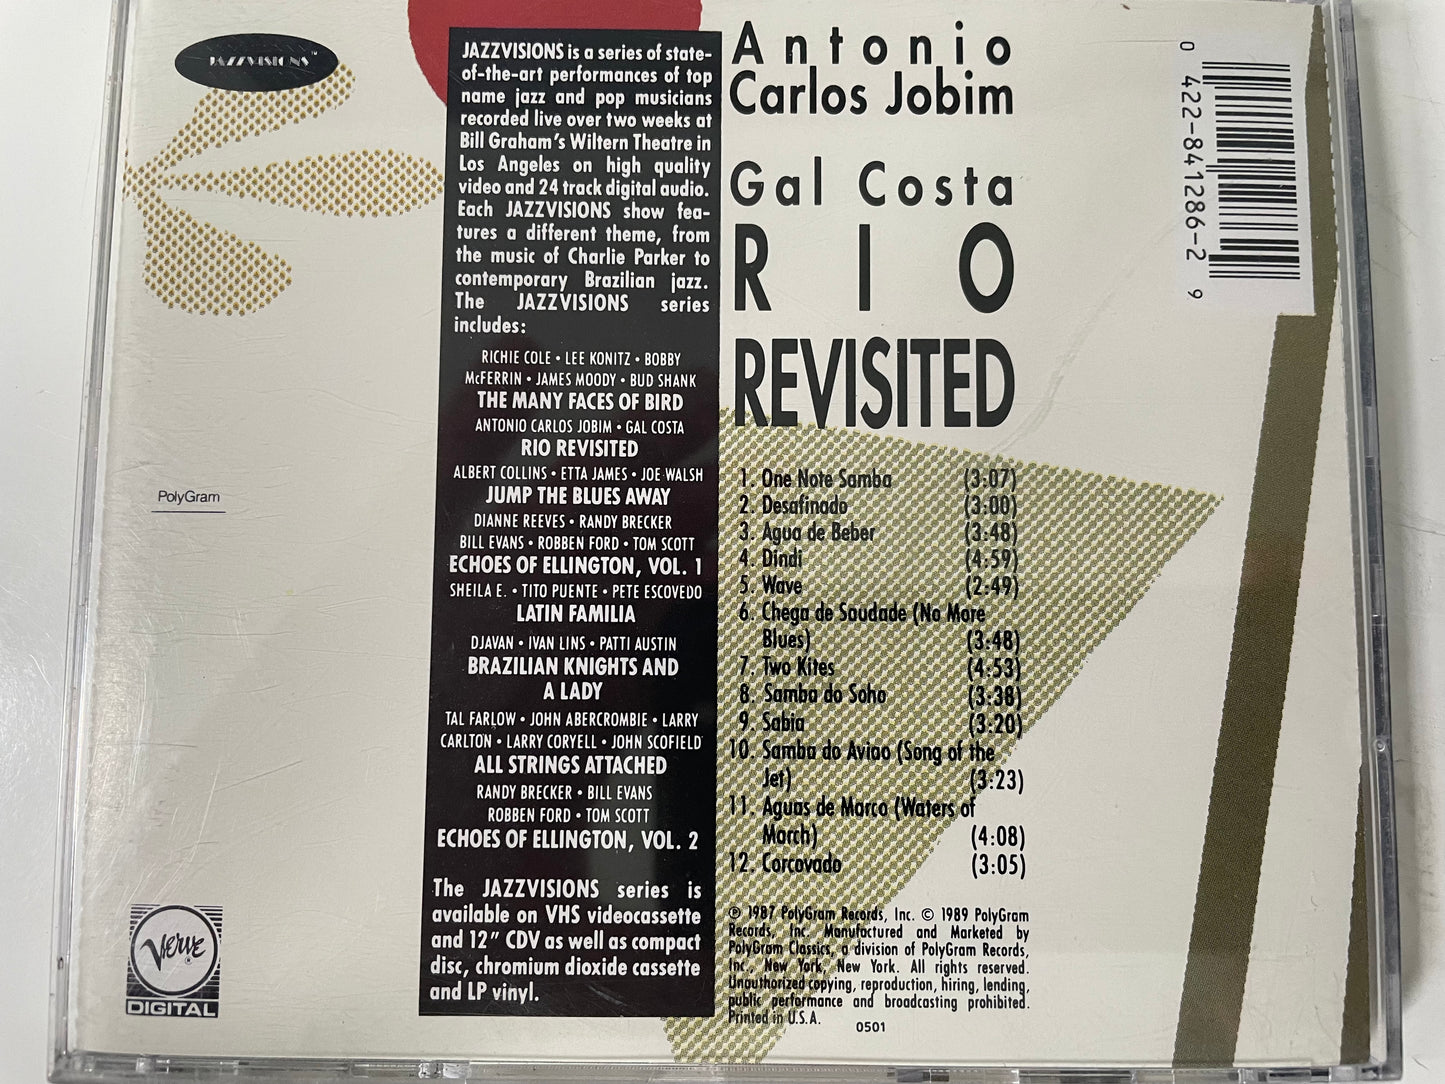 JAZZVISIONS™
JAZZVISIONS is a series of state-
of-the-art performances of top
name jazz and pop musicians
recorded live over two weeks at
Bill Graham's Wiltern Theatre in
Los Angeles on high quality
video and 24 track digital audio.
Each JAZZVISIONS show fea-
tures a different theme, from
the music of Charlie Parker to
contemporary Brazilian jazz.
The JAZZVISIONS series
includes:
RICHIE COLE • LEE KONITZ • BOBBY
McFERRIN • JAMES MOODY • BUD SHANK
THE MANY FACES OF BIRD
ANTONIO CARLOS JOBIM • GAL COSTA
RIO REVISITED
ALBERT COLLINS • ETTA JAMES • JOE WALSH
JUMP THE BLUES AWAY
DIANNE REEVES • RANDY BRECKER
BILL EVANS • ROBBEN FORD • TOM SCOTT
ECHOES OF ELLINGTON, VOL. 1
SHEILA E. • TITO PUENTE • PETE ESCOVEDO
LATIN FAMILIA
DJAVAN • IVAN LINS • PATTI AUSTIN
BRAZILIAN KNIGHTS AND
A LADY
TAL FARLOW • JOHN ABERCROMBIE • LARRY
CARLTON • LARRY CORYELL • JOHN SCOFIELD
ALL STRINGS ATTACHED
RANDY BRECKER • BILL EVANS
ROBBEN FORD • TOM SCOTT
ECHOES OF ELLINGTON, VOL. 2
The JAZZVISIONS series is
available on VHS videocassette
and 12" CDV as well as compact
disc, chromium dioxide cassette
and LP vinyl.
PolyGram
Verve®
DIGITAL
Antonio
Carlos Jobim
Gal Costa
RIO
REVISITED
1. One Note Samba (3:07)
2. Desafinado (3:00)
3. Agua de Beber (3:48)
4. Dindi (4:59)
5. Wave (2:49)
6. Chega de Saudade (No More
Blues) (3:48)
7. Two Kites (4:53)
8. Samba do Soho (3:38)
9. Sabia (3:20)
10. Samba do Aviao (Song of the
Jet) (3:23)
11. Aguas de Marco (Waters of
March) (4:08)
12. Corcovado (3:05)
℗ 1987 PolyGram Records, Inc. © 1989 PolyGram
Records, Inc. Manufactured and Marketed by
PolyGram Classics, a division of PolyGram Records,
Inc., New York, New York. All rights reserved.
Unauthorized copying, reproduction, hiring, lending,
public performance and broadcasting prohibited.
Printed in U.S.A. 0501
0 422-841286-2 9